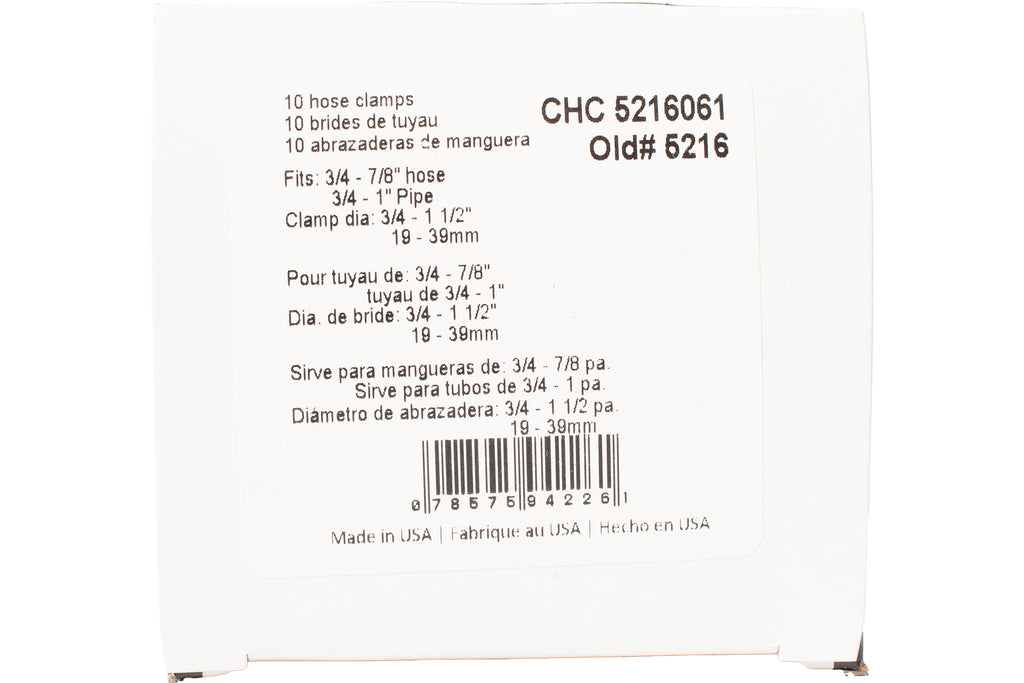 10 hose clamps
10 brides de tuyau
10 abrazaderas de manguera
CHC 5216061
Old# 5216
Fits: 3/4 - 7/8" hose
3/4 - 1" Pipe
Clamp dia: 3/4 - 1 1/2"
19 - 39mm
Pour tuyau de: 3/4 - 7/8"
tuyau de 3/4 - 1"
Dia. de bride: 3/4 - 1 1/2"
19 - 39mm
Sirve para mangueras de: 3/4 - 7/8 pa.
Sirve para tubos de 3/4 - 1 pa.
Diámetro de abrazadera: 3/4 - 1 1/2 pa.
19 - 39mm
0 78575 94226 1
Made in USA | Fabrique au USA | Hecho en USA